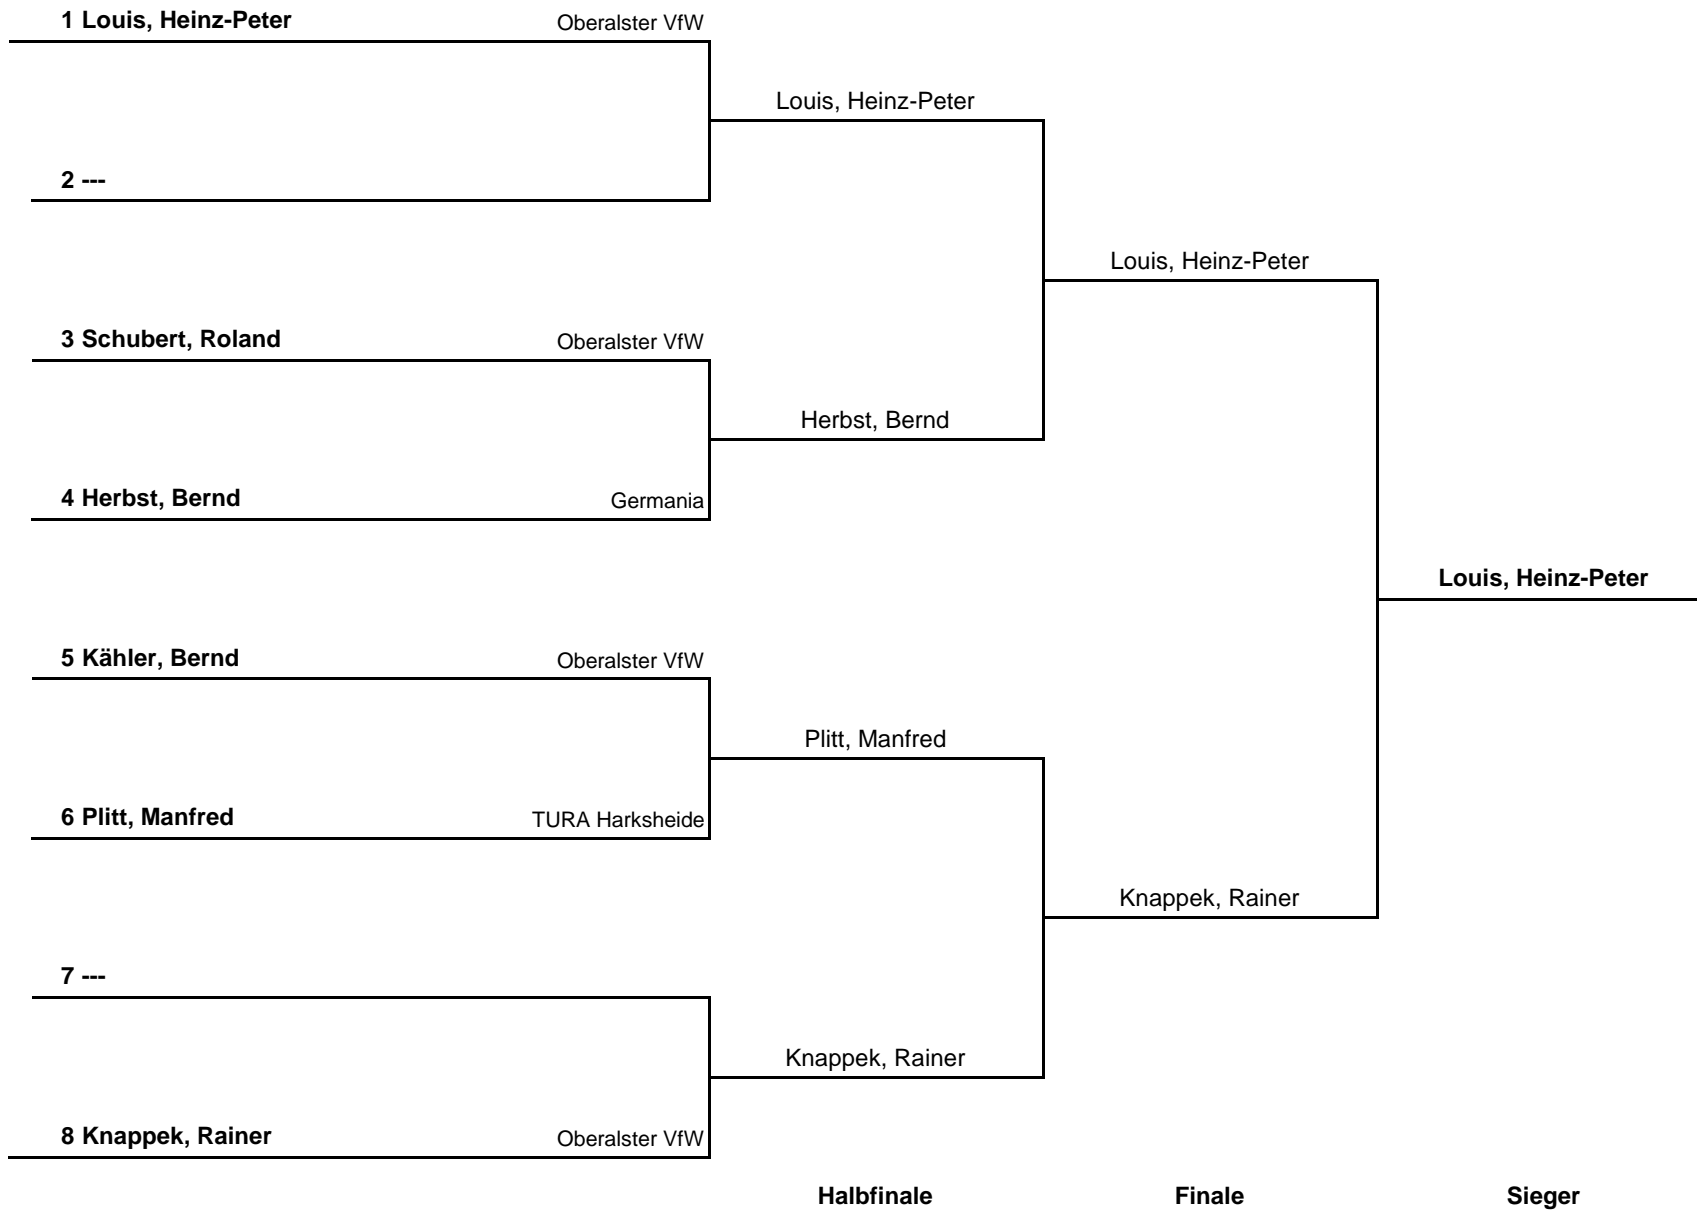 1 Louis, Heinz-Peter Oberalster VfW
Louis, Heinz-Peter
2 ---
Louis, Heinz-Peter
3 Schubert, Roland Oberalster VfW
Herbst, Bernd
4 Herbst, Bernd Germania
Louis, Heinz-Peter
5 Kähler, Bernd Oberalster VfW
Plitt, Manfred
6 Plitt, Manfred TURA Harksheide
Knappek, Rainer
7 ---
Knappek, Rainer
8 Knappek, Rainer Oberalster VfW
Halbfinale Finale Sieger